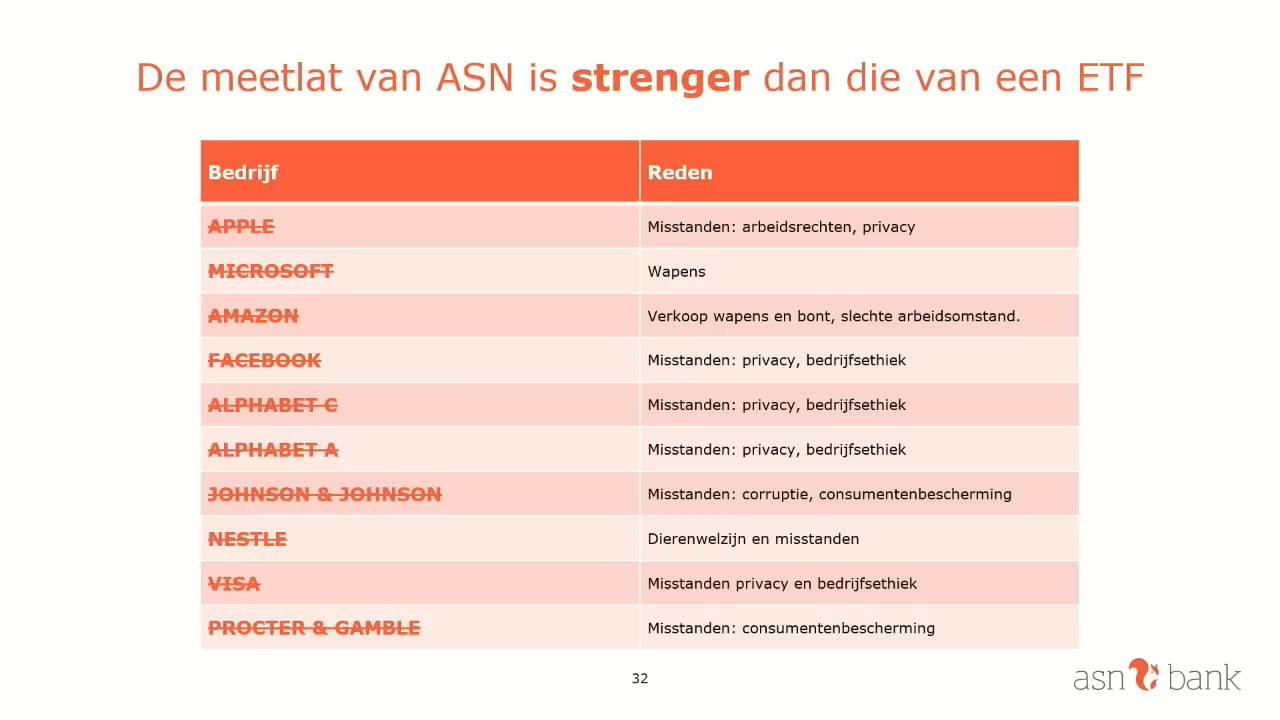 De meetlat van ASN is strenger dan die van een ETF
Bedrijf Reden
APPLE Misstanden: arbeidsrechten, privacy
MICROSOFT Wapens
AMAZON Verkoop wapens en bont, slechte arbeidsomstand.
FACEBOOK Misstanden: privacy, bedrijfsethiek
ALPHABET C Misstanden: privacy, bedrijfsethiek
ALPHABET A Misstanden: privacy, bedrijfsethiek
JOHNSON & JOHNSON Misstanden: corruptie, consumentenbescherming
NESTLE Dierenwelzijn en misstanden
VISA Misstanden privacy en bedrijfsethiek
PROCTER & GAMBLE Misstanden: consumentenbescherming
32
asn bank